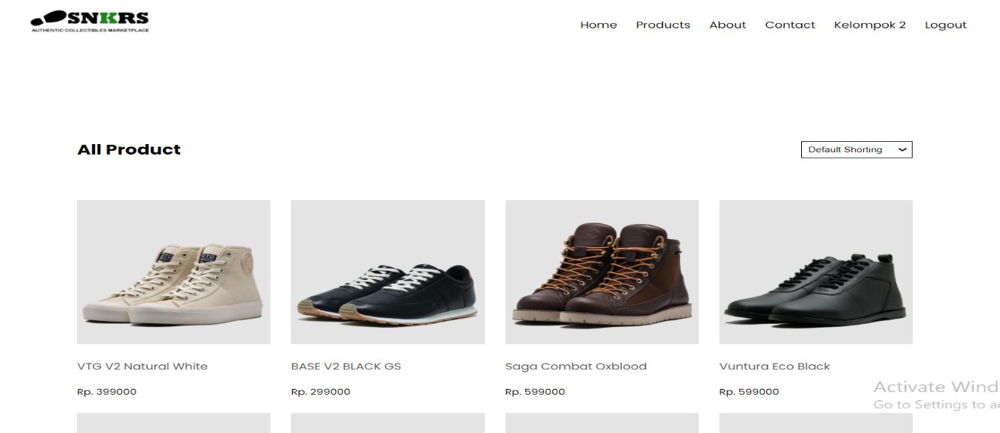 SNKRS
AUTHENTIC COLLECTIBLES MARKETPLACE
Home Products About Contact Kelompok 2 Logout
All Product
Default Shorting
VTG VTG
VTG V2 Natural White
BASE V2 BLACK GS
Saga Combat Oxblood
Vuntura Eco Black
Rp. 399000
Rp. 299000
Rp. 599000
Rp. 599000
Activate Wind
Go to Settings to ac